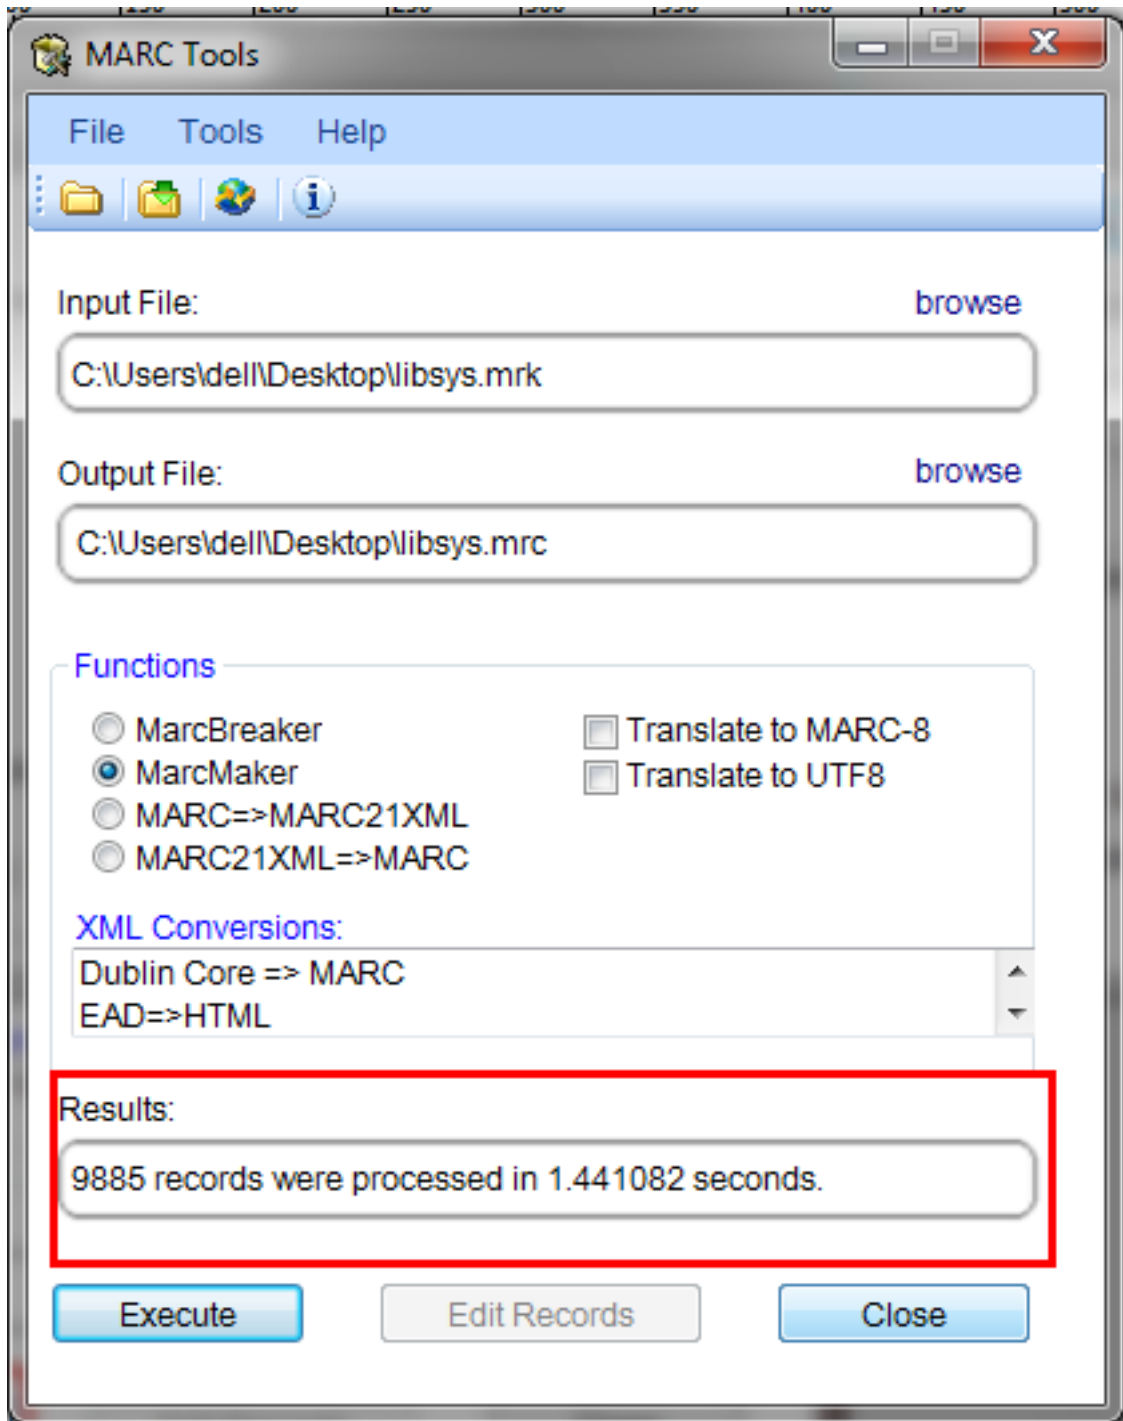 MARC Tools
File Tools Help
Input File: browse
C:\Users\dell\Desktop\libsys.mrk
Output File: browse
C:\Users\dell\Desktop\libsys.mrc
Functions
MarcBreaker Translate to MARC-8
MarcMaker Translate to UTF8
MARC=>MARC21XML
MARC21XML=>MARC
XML Conversions:
Dublin Core => MARC
EAD=>HTML
Results:
9885 records were processed in 1.441082 seconds.
Execute Edit Records Close